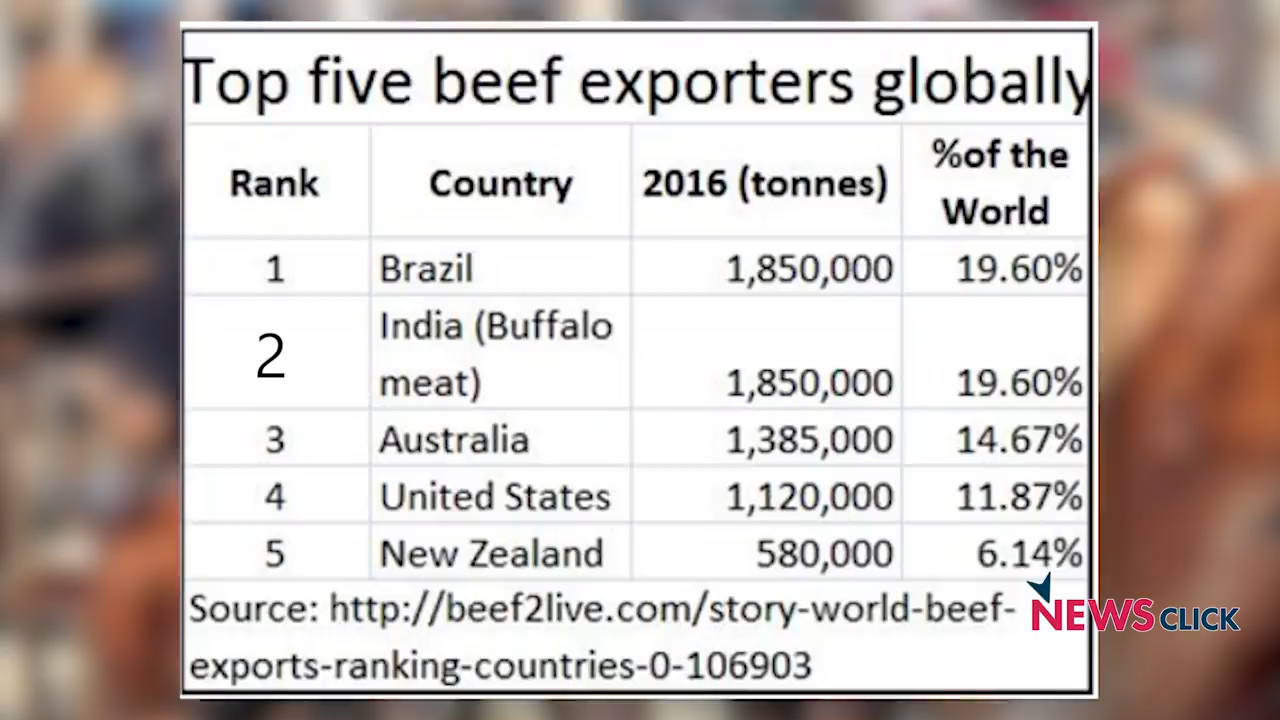 Top five beef exporters globally
Rank Country 2016 (tonnes) %of the World
1 Brazil 1,850,000 19.60%
2 India (Buffalo meat) 1,850,000 19.60%
3 Australia 1,385,000 14.67%
4 United States 1,120,000 11.87%
5 New Zealand 580,000 6.14%
Source: http://beef2live.com/story-world-beef-
exports-ranking-countries-0-106903
NEWSCLICK